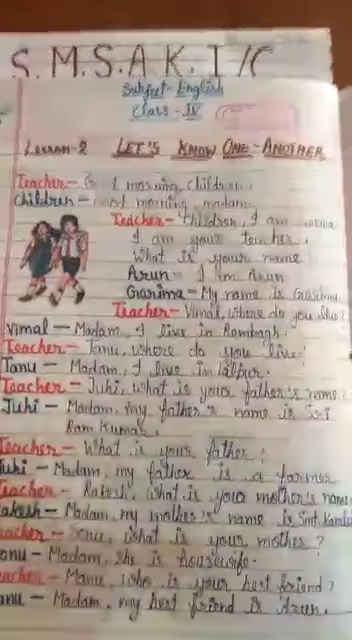 S.M.S.A.K.I/C
Subject - English
Class - IV
Lesson-2 LET'S KNOW ONE-ANOTHER
Teacher - Good morning children.
Children - Good morning, madam.
Teacher - Children, I am
I am your teacher.
What is your name?
Arun - I am Arun
Garima - My name is Garima
Teacher - Vimal, where do you live?
Vimal - Madam, I live in Rambagh.
Teacher - Tanu, where do you live?
Tanu - Madam, I live in Lalpur.
Teacher - Juhi, what is your father's name?
Juhi - Madam, my father's name is Sri
Ram Kumar.
Teacher - What is your father?
Juhi - Madam, my father is a farmer
Teacher - Rakesh, What is your mother's name
Rakesh - Madam, my mother's name is Smt.
Teacher - Sonu, what is your mother?
Sonu - Madam, she is housewife.
Teacher - Manu, who is your best friend?
Manu - Madam, my best friend is Arun.